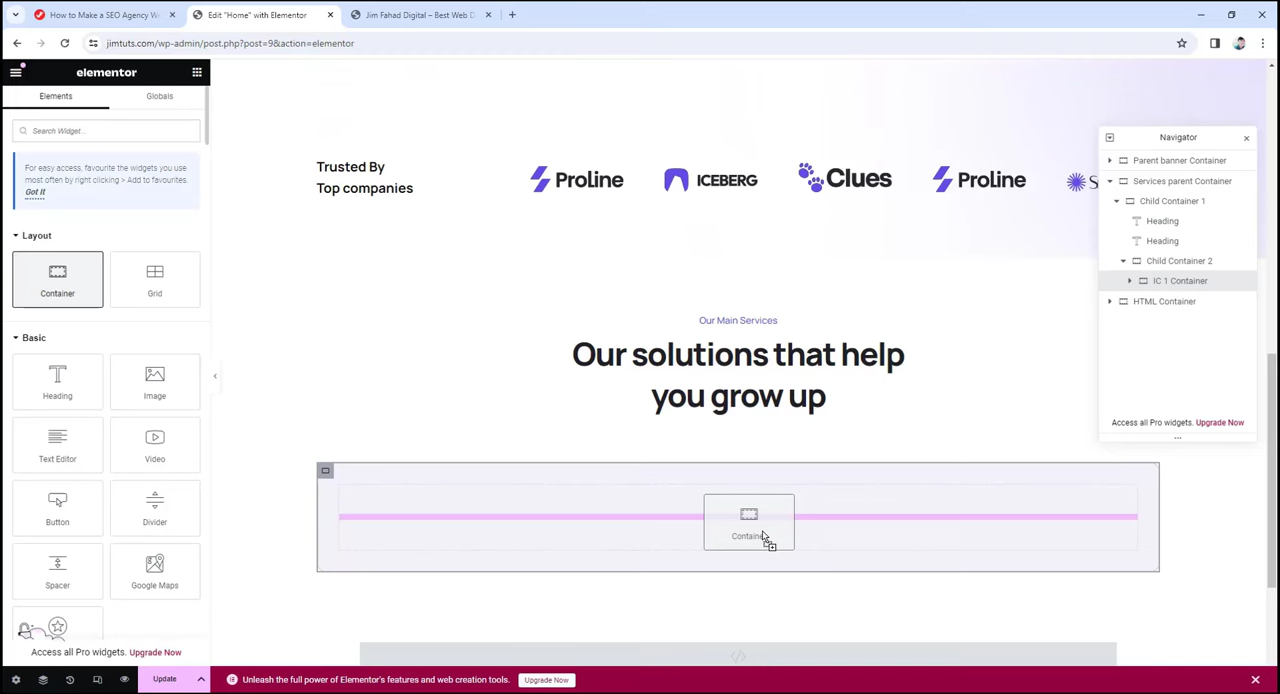 How to Make a SEO Agency W
Edit "Home" with Elementor
Jim Fahad Digital – Best Web D
jimtuts.com/wp-admin/post.php?post=9&action=elementor
elementor
Elements
Globals
Search Widget...
For easy access, favourite the widgets you use
most often by right clicking > Add to favourites.
Got It
Layout
Container
Grid
Basic
Heading
Image
Text Editor
Video
Button
Divider
Spacer
Google Maps
Access all Pro widgets. Upgrade Now
Update
Trusted By
Top companies
ProLine
ICEBERG
Clues
ProLine
S
Our Main Services
Our solutions that help
you grow up
Container
Navigator
Parent banner Container
Services parent Container
Child Container 1
Heading
Heading
Child Container 2
IC 1 Container
HTML Container
Access all Pro widgets. Upgrade Now
Unleash the full power of Elementor's features and web creation tools.
Upgrade Now